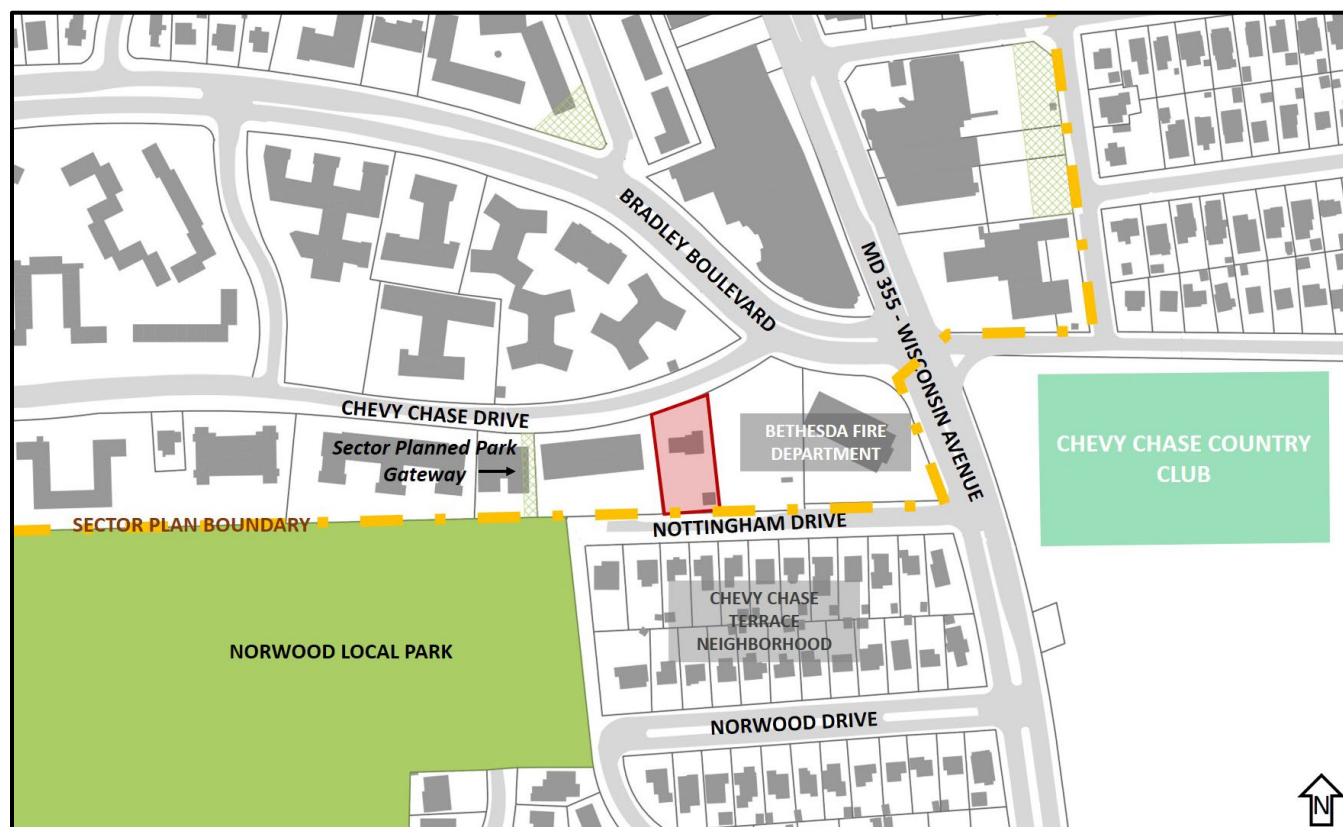 BRADLEY BOULEVARD
MD 355 - WISCONSIN AVENUE
CHEVY CHASE DRIVE
Sector Planned Park
Gateway
BETHESDA FIRE
DEPARTMENT
CHEVY CHASE COUNTRY
CLUB
SECTOR PLAN BOUNDARY
NOTTINGHAM DRIVE
CHEVY CHASE
TERRACE
NEIGHBORHOOD
NORWOOD LOCAL PARK
NORWOOD DRIVE
N